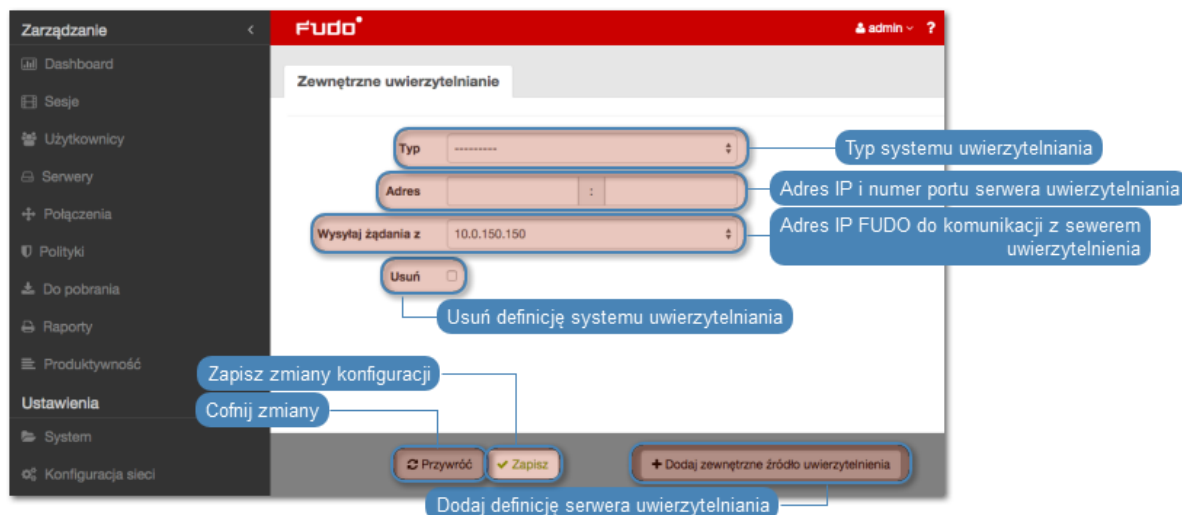 Zarządzanie
FUDO
admin
?
Dashboard
Sesje
Użytkownicy
Serwery
Połączenia
Polityki
Do pobrania
Raporty
Produktywność
Ustawienia
System
Konfiguracja sieci
Zewnętrzne uwierzytelnianie
Typ
---------
Typ systemu uwierzytelniania
Adres
:
Adres IP i numer portu serwera uwierzytelniania
Wysyłaj żądania z
10.0.150.150
Adres IP FUDO do komunikacji z sewerem
uwierzytelnienia
Usuń
Usuń definicję systemu uwierzytelniania
Zapisz zmiany konfiguracji
Cofnij zmiany
Przywróć
Zapisz
+ Dodaj zewnętrzne źródło uwierzytelnienia
Dodaj definicję serwera uwierzytelniania